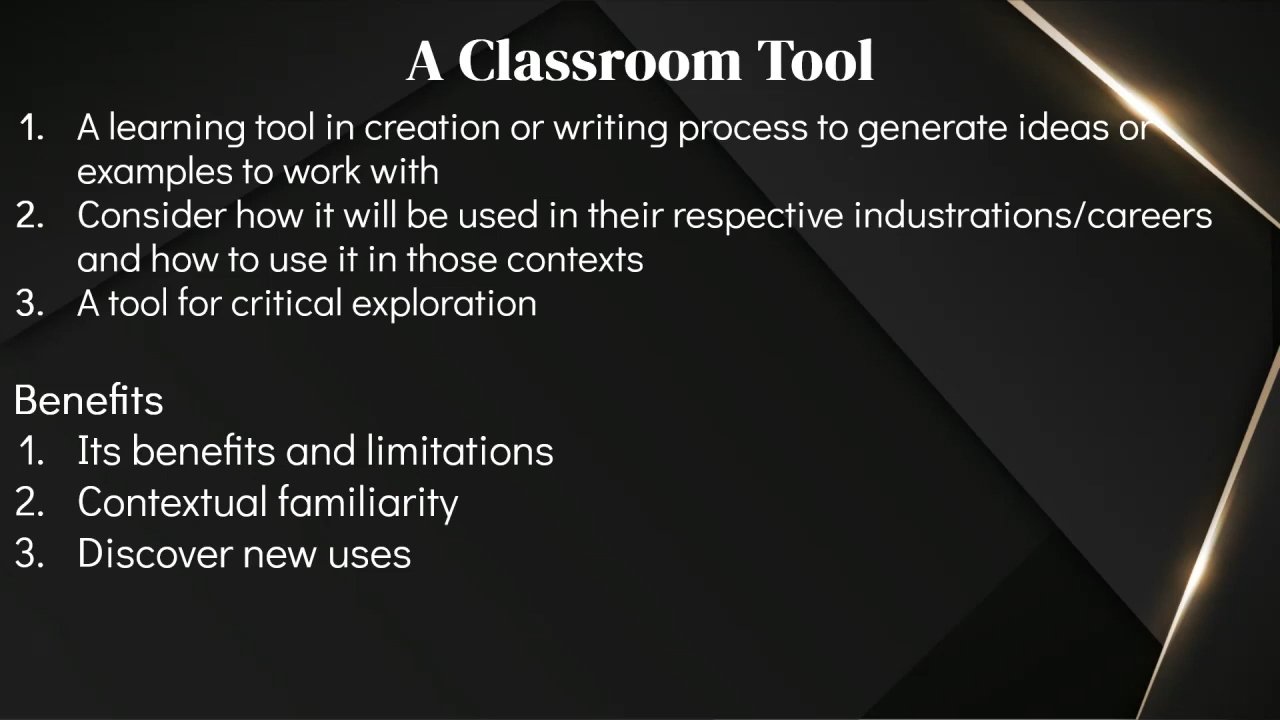 A Classroom Tool
1. A learning tool in creation or writing process to generate ideas or
examples to work with
2. Consider how it will be used in their respective industrations/careers
and how to use it in those contexts
3. A tool for critical exploration
Benefits
1. Its benefits and limitations
2. Contextual familiarity
3. Discover new uses